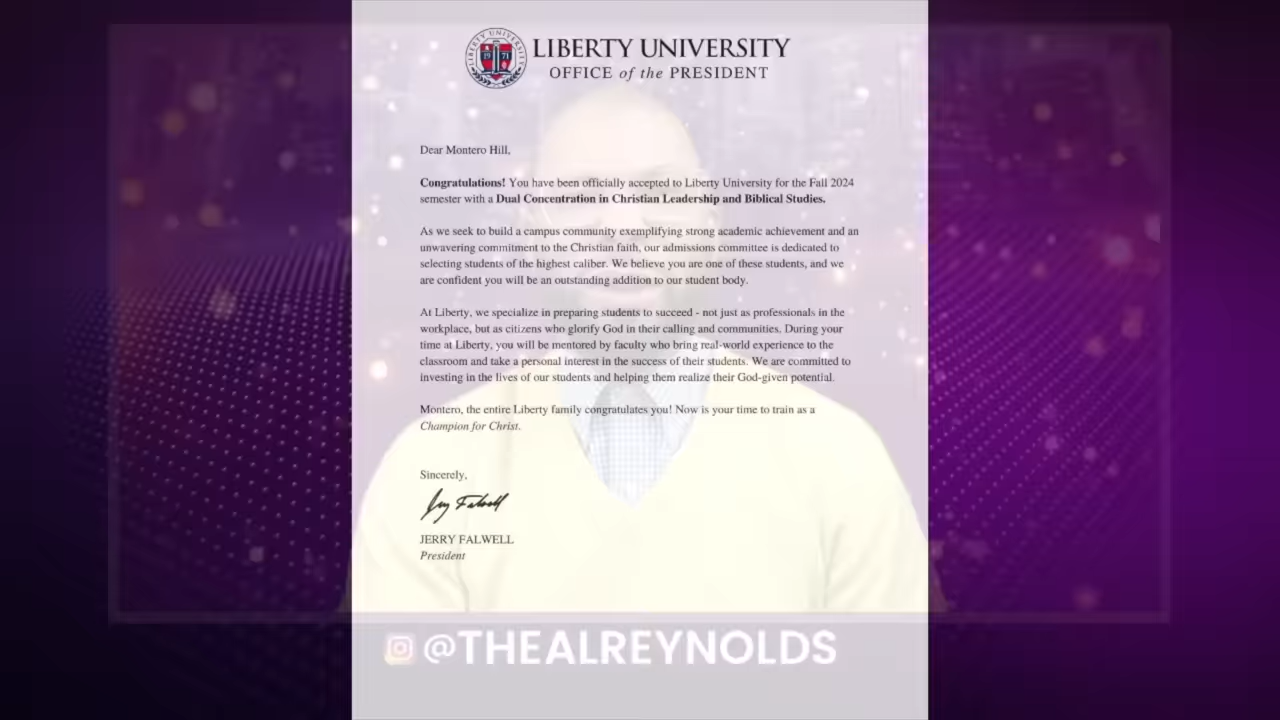 LIBERTY UNIVERSITY
OFFICE of the PRESIDENT
LIBERTY UNIVERSITY
1971
Dear Montero Hill,
Congratulations! You have been officially accepted to Liberty University for the Fall 2024
semester with a Dual Concentration in Christian Leadership and Biblical Studies.
As we seek to build a campus community exemplifying strong academic achievement and an
unwavering commitment to the Christian faith, our admissions committee is dedicated to
selecting students of the highest caliber. We believe you are one of these students, and we
are confident you will be an outstanding addition to our student body.
At Liberty, we specialize in preparing students to succeed - not just as professionals in the
workplace, but as citizens who glorify God in their calling and communities. During your
time at Liberty, you will be mentored by faculty who bring real-world experience to the
classroom and take a personal interest in the success of their students. We are committed to
investing in the lives of our students and helping them realize their God-given potential.
Montero, the entire Liberty family congratulates you! Now is your time to train as a
Champion for Christ.
Sincerely,
Jerry Falwell
JERRY FALWELL
President
@THEALREYNOLDS